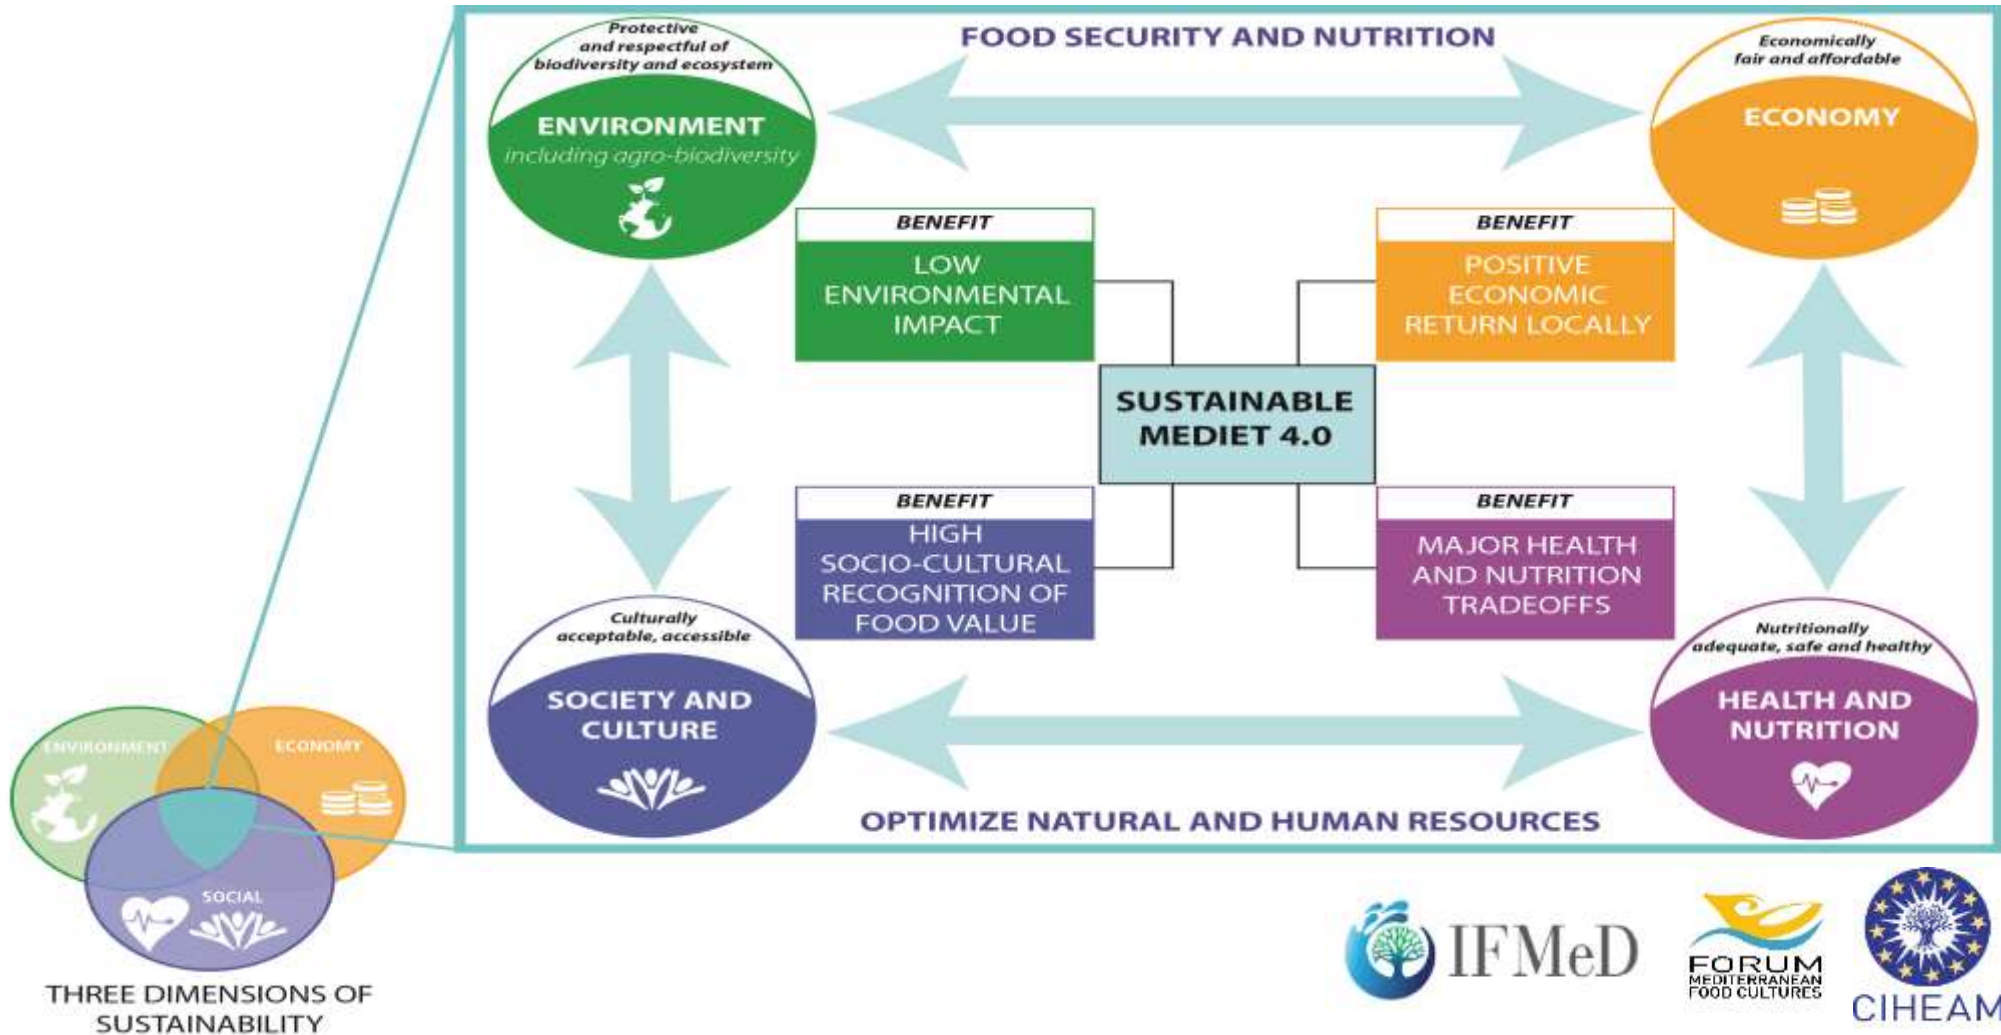 FOOD SECURITY AND NUTRITION
Protective
and respectful of
biodiversity and ecosystem
ENVIRONMENT
including agro-biodiversity
Economically
fair and affordable
ECONOMY
BENEFIT
LOW
ENVIRONMENTAL
IMPACT
BENEFIT
POSITIVE
ECONOMIC
RETURN LOCALLY
SUSTAINABLE
MEDIET 4.0
BENEFIT
HIGH
SOCIO-CULTURAL
RECOGNITION OF
FOOD VALUE
BENEFIT
MAJOR HEALTH
AND NUTRITION
TRADEOFFS
Culturally
acceptable, accessible
SOCIETY AND
CULTURE
Nutritionally
adequate, safe and healthy
HEALTH AND
NUTRITION
OPTIMIZE NATURAL AND HUMAN RESOURCES
ENVIRONMENT
ECONOMY
SOCIAL
THREE DIMENSIONS OF
SUSTAINABILITY
IFMeD
FORUM
MEDITERRANEAN
FOOD CULTURES
CIHEAM